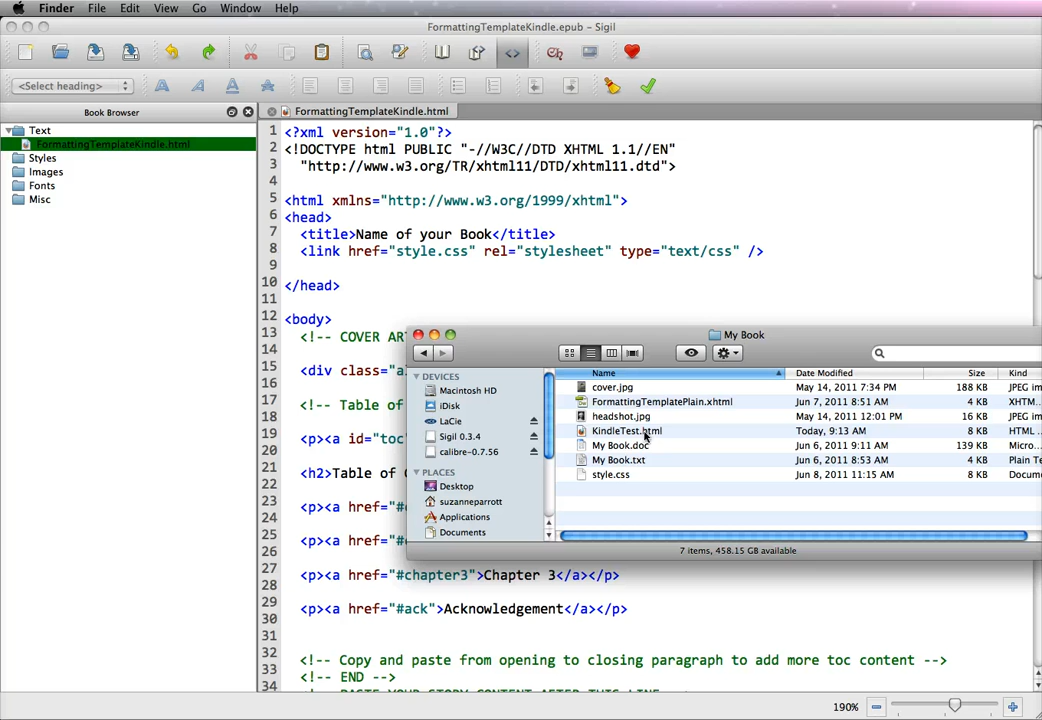 Finder File Edit View Go Window Help
FormattingTemplateKindle.epub – Sigil
<Select heading>
Book Browser
FormattingTemplateKindle.html
Text
FormattingTemplateKindle.html
Styles
Images
Fonts
Misc
1 <?xml version="1.0"?>
2 <!DOCTYPE html PUBLIC "-//W3C//DTD XHTML 1.1//EN"
3 "http://www.w3.org/TR/xhtml11/DTD/xhtml11.dtd">
4
5 <html xmlns="http://www.w3.org/1999/xhtml">
6 <head>
7 <title>Name of your Book</title>
8 <link href="style.css" rel="stylesheet" type="text/css" />
9
10 </head>
11
12 <body>
13 <!-- COVER AR
14
15 <div class="a
16
17 <!-- Table of
18
19 <p><a id="toc
20
21 <h2>Table of C
22
23 <p><a href="#
24
25 <p><a href="#
26
27 <p><a href="#chapter3">Chapter 3</a></p>
28
29 <p><a href="#ack">Acknowledgement</a></p>
30
31
32 <!-- Copy and paste from opening to closing paragraph to add more toc content -->
33 <!-- END -->
34 <!-- PASTE YOUR STORY CONTENT AFTER THIS LINE
My Book
DEVICES
Macintosh HD
iDisk
LaCie
Sigil 0.3.4
calibre-0.7.56
PLACES
Desktop
suzanneparrott
Applications
Documents
Name Date Modified Size Kind
cover.jpg May 14, 2011 7:34 PM 188 KB JPEG im
FormattingTemplatePlain.xhtml Jun 7, 2011 8:51 AM 4 KB XHTM
headshot.jpg May 14, 2011 12:01 PM 16 KB JPEG im
KindleTest.html Today, 9:13 AM 8 KB HTML
My Book.doc Jun 6, 2011 9:11 AM 139 KB Micro...
My Book.txt Jun 6, 2011 8:53 AM 4 KB Plain Te
style.css Jun 8, 2011 11:15 AM 8 KB Docum
7 items, 458.15 GB available
190%